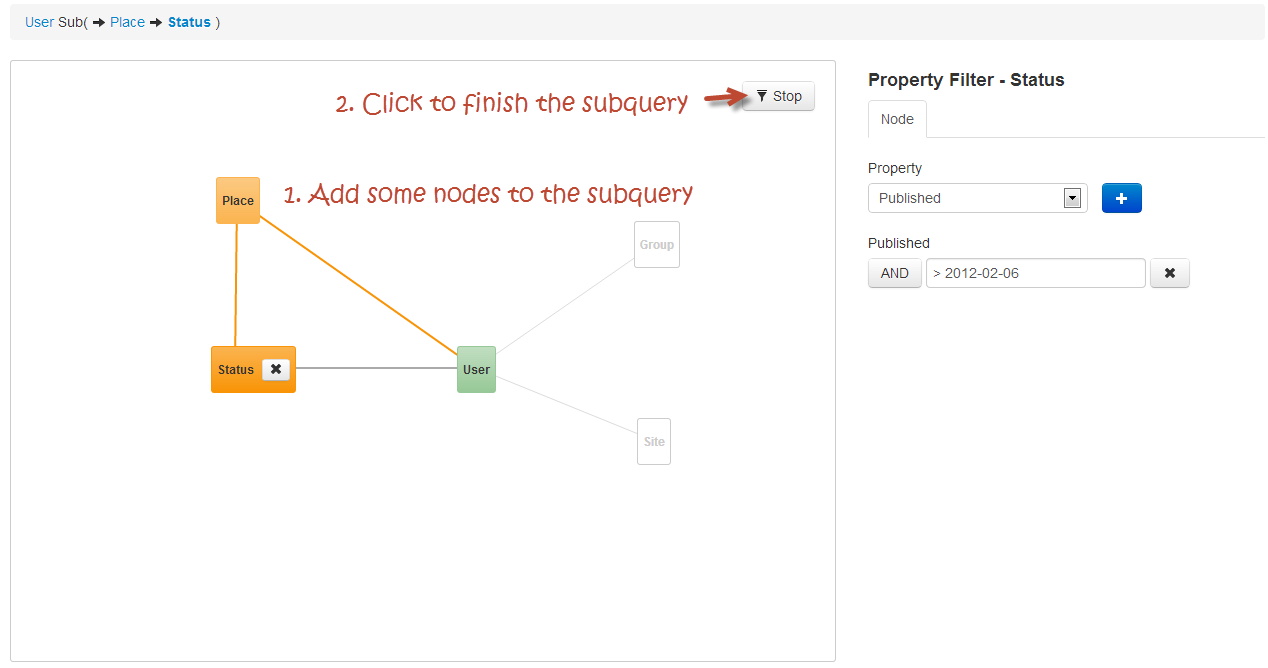 User Sub( ➔ Place ➔ Status )
2. Click to finish the subquery
Stop
1. Add some nodes to the subquery
Place
Group
Status
User
Site
Property Filter - Status
Node
Property
Published
Published
AND
> 2012-02-06